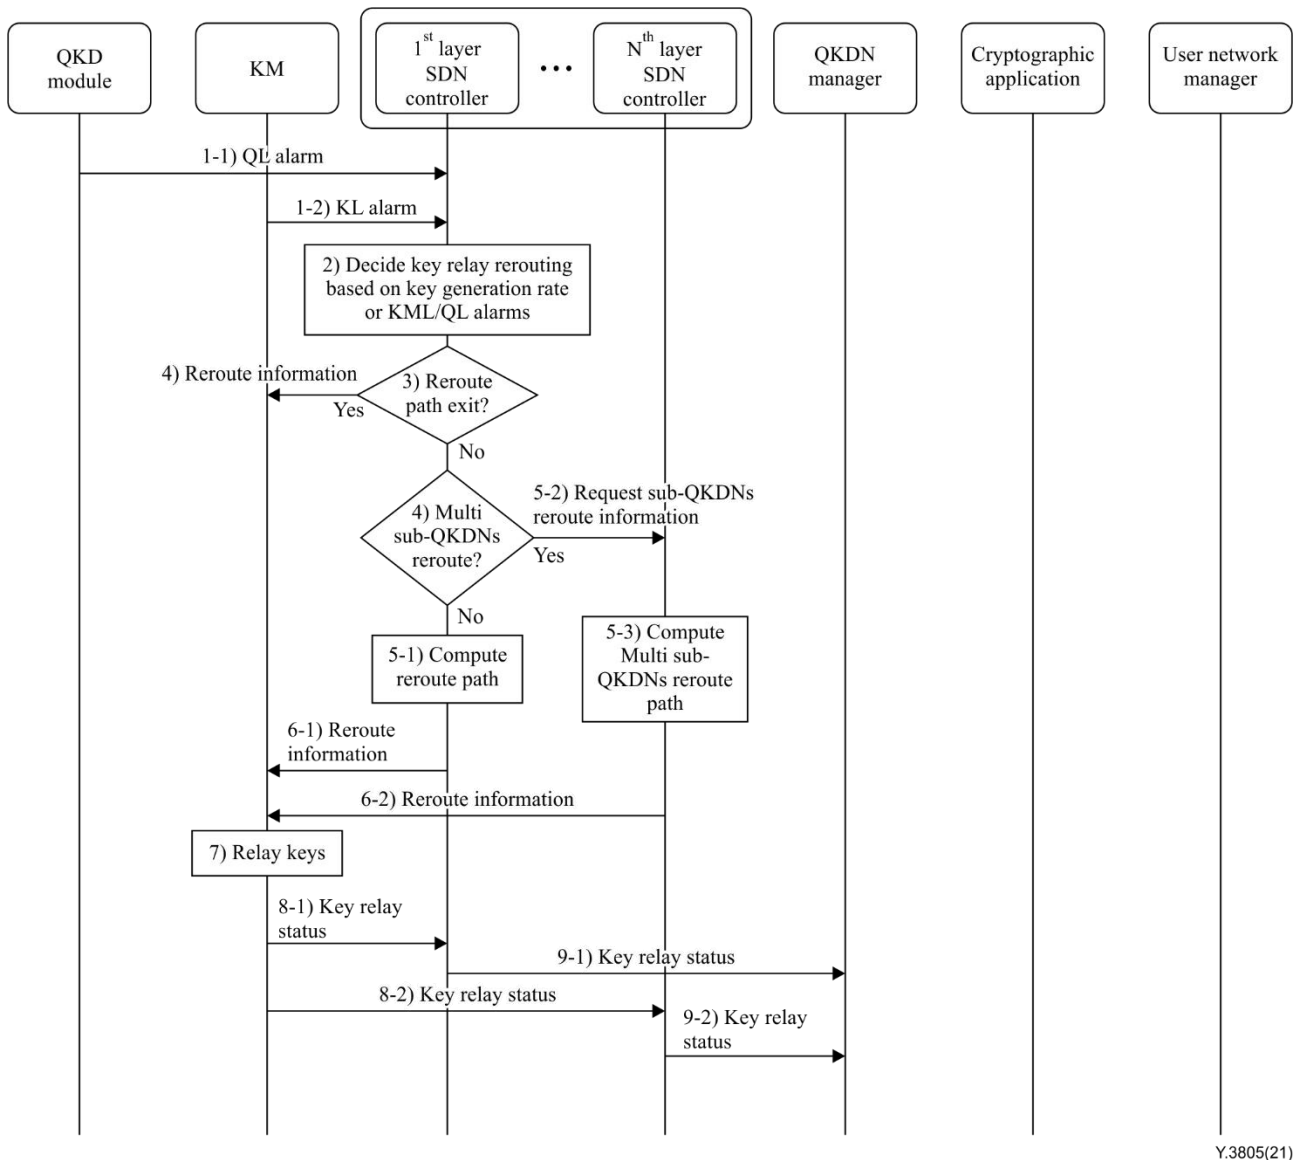 QKD
module
KM
1st layer
SDN
controller
...
Nth layer
SDN
controller
QKDN
manager
Cryptographic
application
User network
manager
1-1) QL alarm
1-2) KL alarm
2) Decide key relay rerouting
based on key generation rate
or KML/QL alarms
4) Reroute information
3) Reroute
path exit?
Yes
No
4) Multi
sub-QKDNs
reroute?
5-2) Request sub-QKDNs
reroute information
Yes
No
5-1) Compute
reroute path
5-3) Compute
Multi sub-
QKDNs reroute
path
6-1) Reroute
information
6-2) Reroute information
7) Relay keys
8-1) Key relay
status
9-1) Key relay status
8-2) Key relay status
9-2) Key relay
status
Y.3805(21)